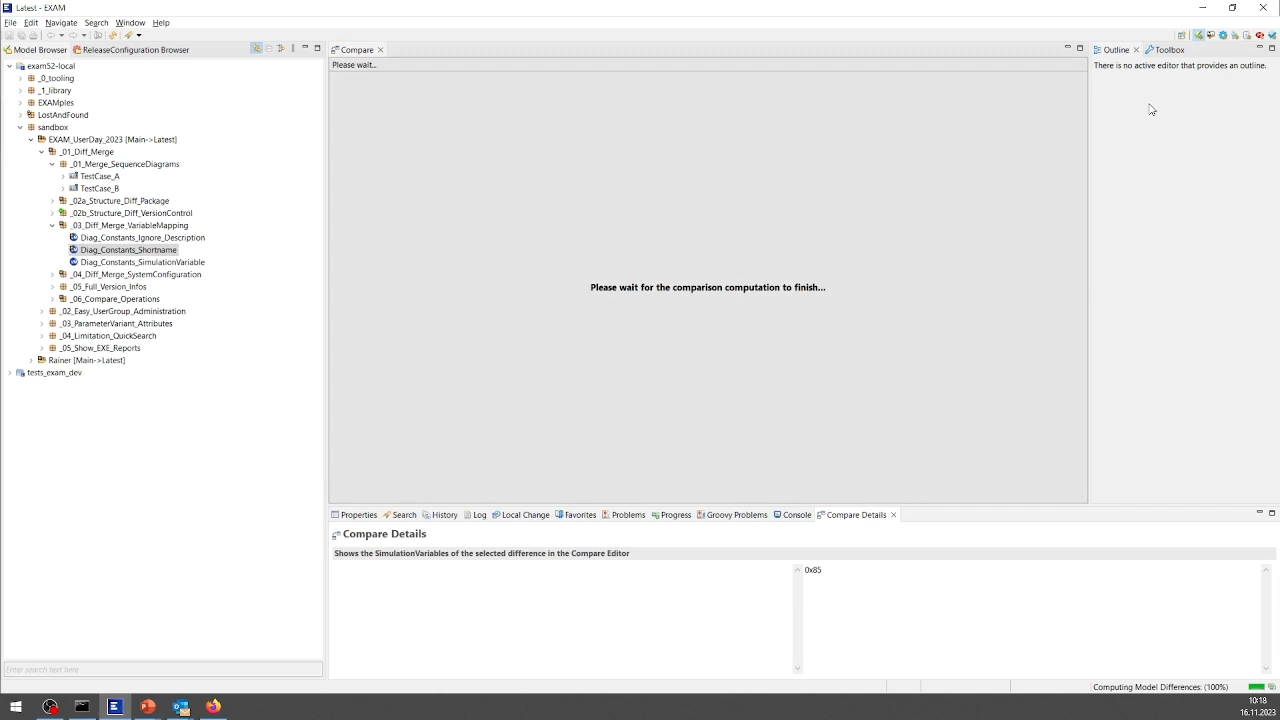 Latest - EXAM
File Edit Navigate Search Window Help
Model Browser ReleaseConfiguration Browser
exam52-local
_0_tooling
_1_library
EXAMples
LostAndFound
sandbox
EXAM_UserDay_2023 [Main->Latest]
_01_Diff_Merge
_01_Merge_SequenceDiagrams
TestCase_A
TestCase_B
_02a_Structure_Diff_Package
_02b_Structure_Diff_VersionControl
_03_Diff_Merge_VariableMapping
Diag_Constants_Ignore_Description
Diag_Constants_Shortname
Diag_Constants_SimulationVariable
_04_Diff_Merge_SystemConfiguration
_05_Full_Version_Infos
_06_Compare_Operations
_02_Easy_UserGroup_Administration
_03_ParameterVariant_Attributes
_04_Limitation_QuickSearch
_05_Show_EXE_Reports
Rainer [Main->Latest]
tests_exam_dev
Enter search text here
Compare
Please wait...
Please wait for the comparison computation to finish...
Outline Toolbox
There is no active editor that provides an outline.
Properties Search History Log Local Change Favorites Problems Progress Groovy Problems Console Compare Details
Compare Details
Shows the SimulationVariables of the selected difference in the Compare Editor
0x85
Computing Model Differences: (100%)
10:18
16.11.2023